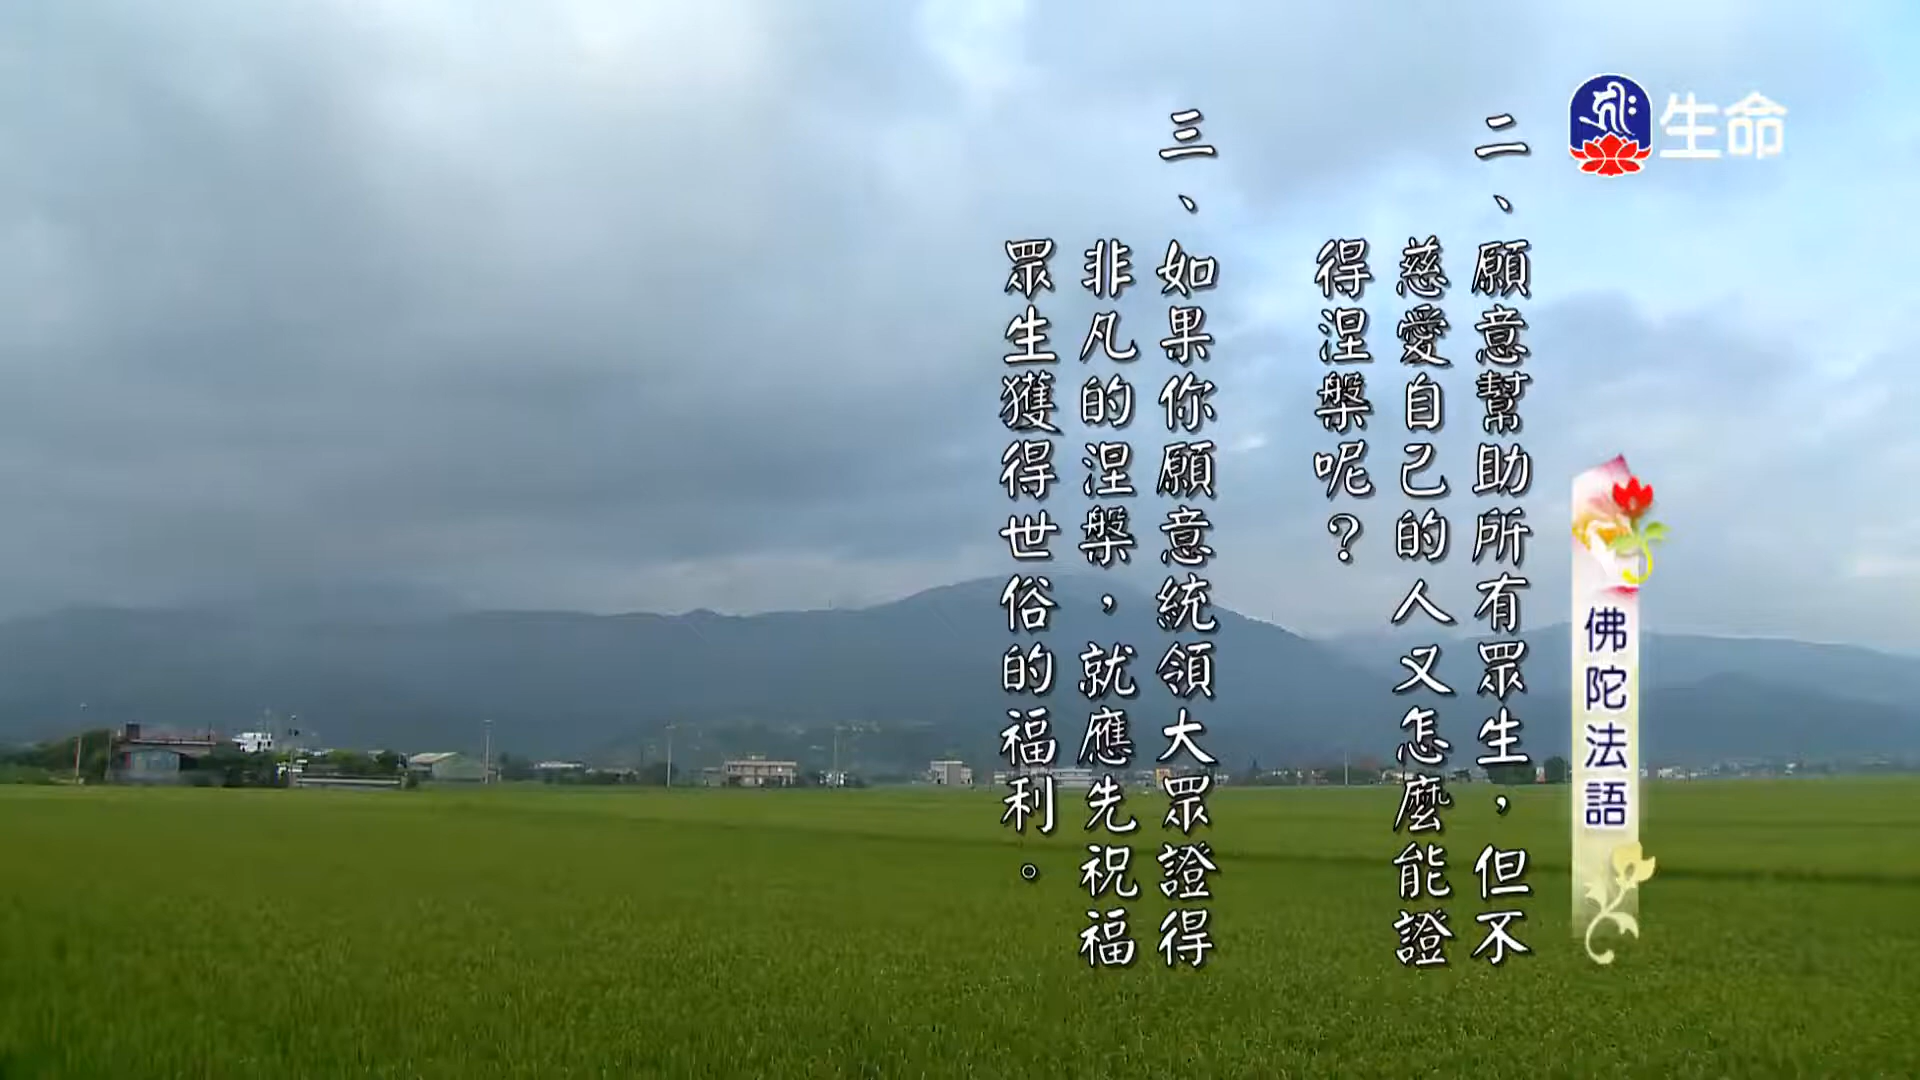 生命
佛陀法語
二、願意幫助所有眾生，但不
慈愛自己的人又怎麼能證
得涅槃呢？
三、如果你願意統領大眾證得
非凡的涅槃，就應先祝福
眾生獲得世俗的福利。